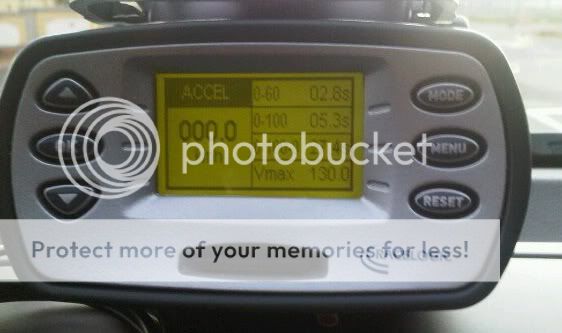 ACCEL 0-60 02.8s
000.0 0-100 05.3s
Vmax 130.0
MODE
MENU
RESET
photobucket
Protect more of your memories for less!